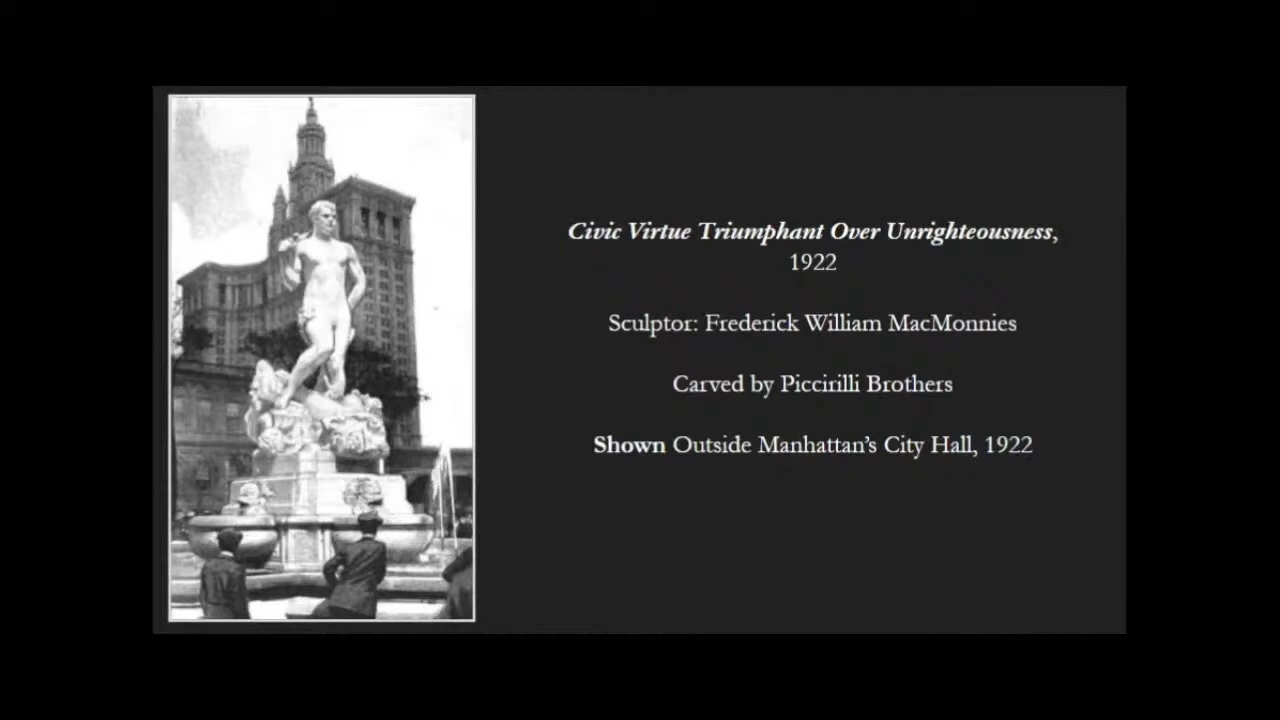 Civic Virtue Triumphant Over Unrighteousness,
1922
Sculptor: Frederick William MacMonnies
Carved by Piccirilli Brothers
Shown Outside Manhattan’s City Hall, 1922